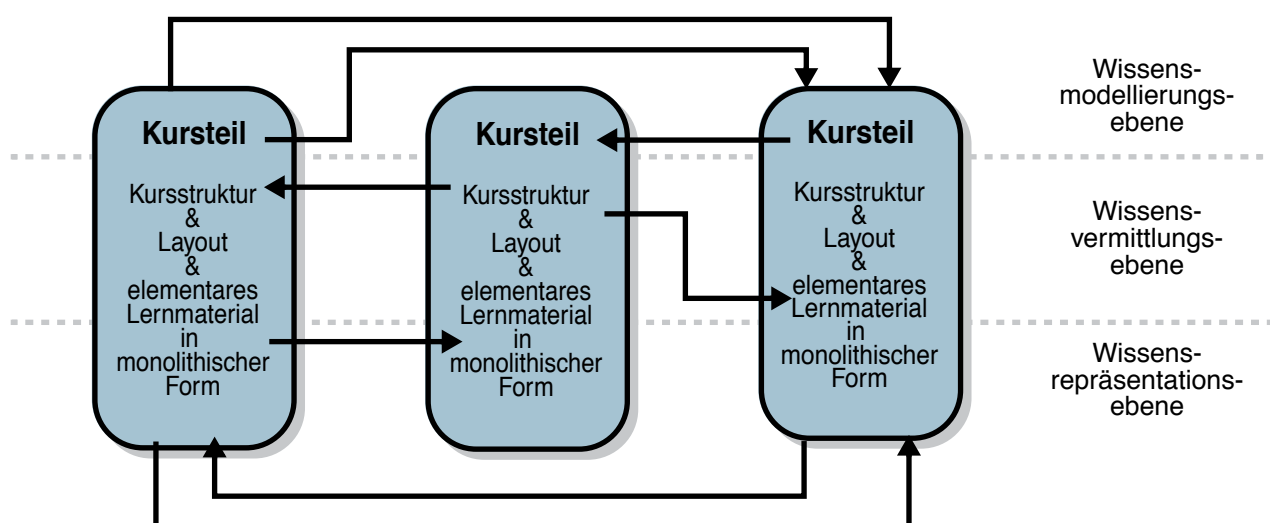 Kursteil
Kursstruktur
&
Layout
&
elementares
Lernmaterial
in
monolithischer
Form
Kursteil
Kursstruktur
&
Layout
&
elementares
Lernmaterial
in
monolithischer
Form
Kursteil
Kursstruktur
&
Layout
&
elementares
Lernmaterial
in
monolithischer
Form
Wissens-
modellierungs-
ebene
Wissens-
vermittlungs-
ebene
Wissens-
repräsentations-
ebene